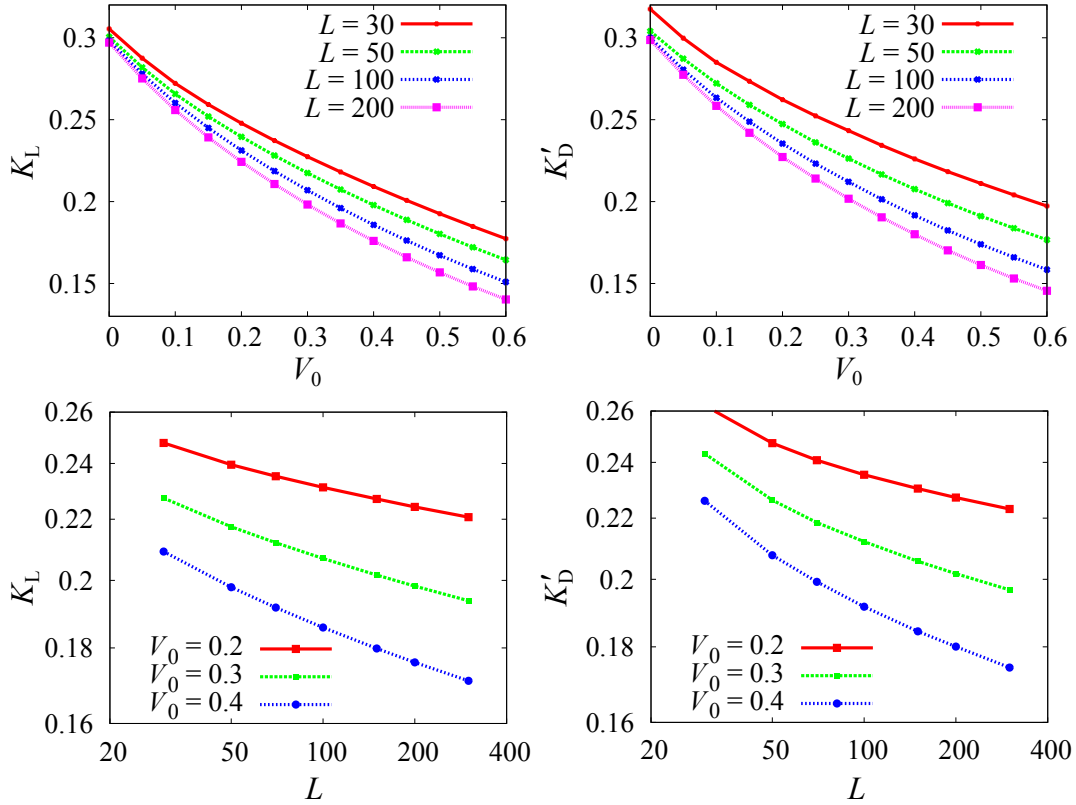 K_L
0.3
0.25
0.2
0.15
0 0.1 0.2 0.3 0.4 0.5 0.6
V_0
L = 30
L = 50
L = 100
L = 200
K′_D
0.3
0.25
0.2
0.15
0 0.1 0.2 0.3 0.4 0.5 0.6
V_0
L = 30
L = 50
L = 100
L = 200
K_L
0.26
0.24
0.22
0.2
0.18
0.16
20 50 100 200 400
L
V_0 = 0.2
V_0 = 0.3
V_0 = 0.4
K′_D
0.26
0.24
0.22
0.2
0.18
0.16
20 50 100 200 400
L
V_0 = 0.2
V_0 = 0.3
V_0 = 0.4